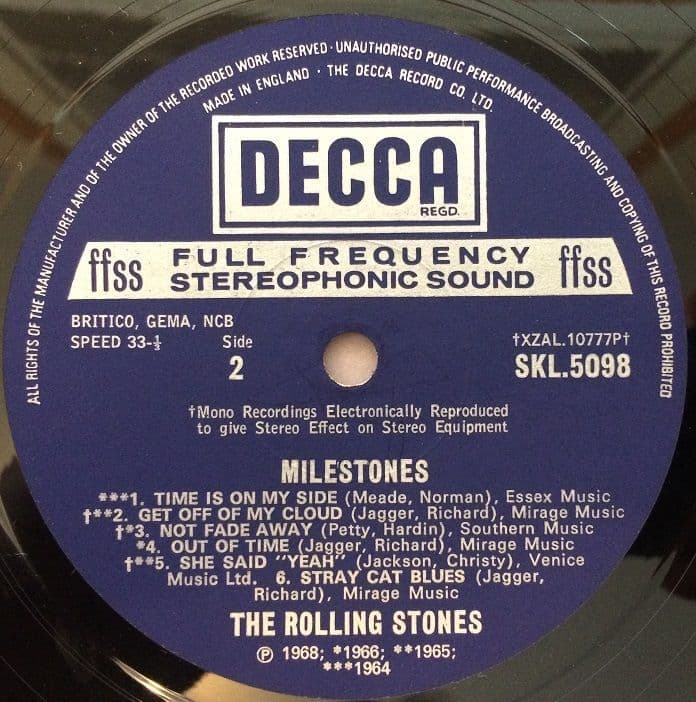 ALL RIGHTS OF THE MANUFACTURER AND OF THE OWNER OF THE RECORDED WORK RESERVED · UNAUTHORISED PUBLIC PERFORMANCE BROADCASTING AND COPYING OF THIS RECORD PROHIBITED
MADE IN ENGLAND · THE DECCA RECORD CO. LTD.
DECCA
REGD.
ffss FULL FREQUENCY ffss
STEREOPHONIC SOUND
BRITICO, GEMA, NCB
SPEED 33-⅓ Side †XZAL.10777P†
2 SKL.5098
†Mono Recordings Electronically Reproduced
to give Stereo Effect on Stereo Equipment
MILESTONES
***1. TIME IS ON MY SIDE (Meade, Norman), Essex Music
†**2. GET OFF OF MY CLOUD (Jagger, Richard), Mirage Music
†*3. NOT FADE AWAY (Petty, Hardin), Southern Music
*4. OUT OF TIME (Jagger, Richard), Mirage Music
†**5. SHE SAID "YEAH" (Jackson, Christy), Venice
Music Ltd. 6. STRAY CAT BLUES (Jagger,
Richard), Mirage Music
THE ROLLING STONES
℗ 1968; *1966; **1965;
***1964